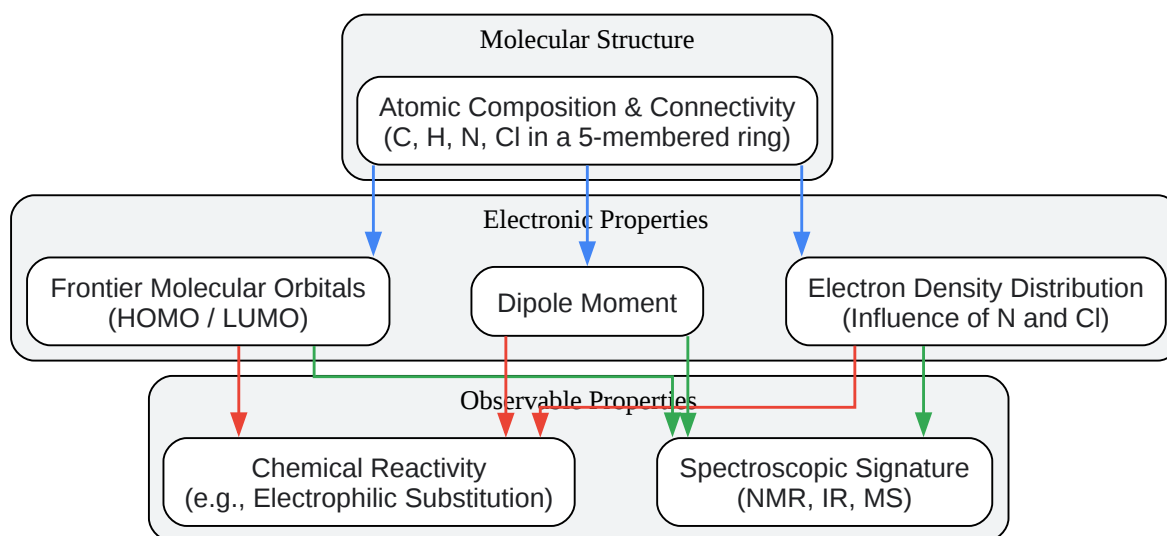 Molecular Structure
Atomic Composition & Connectivity
(C, H, N, Cl in a 5-membered ring)
Electronic Properties
Frontier Molecular Orbitals
(HOMO / LUMO)
Dipole Moment
Electron Density Distribution
(Influence of N and Cl)
Observable Properties
Chemical Reactivity
(e.g., Electrophilic Substitution)
Spectroscopic Signature
(NMR, IR, MS)